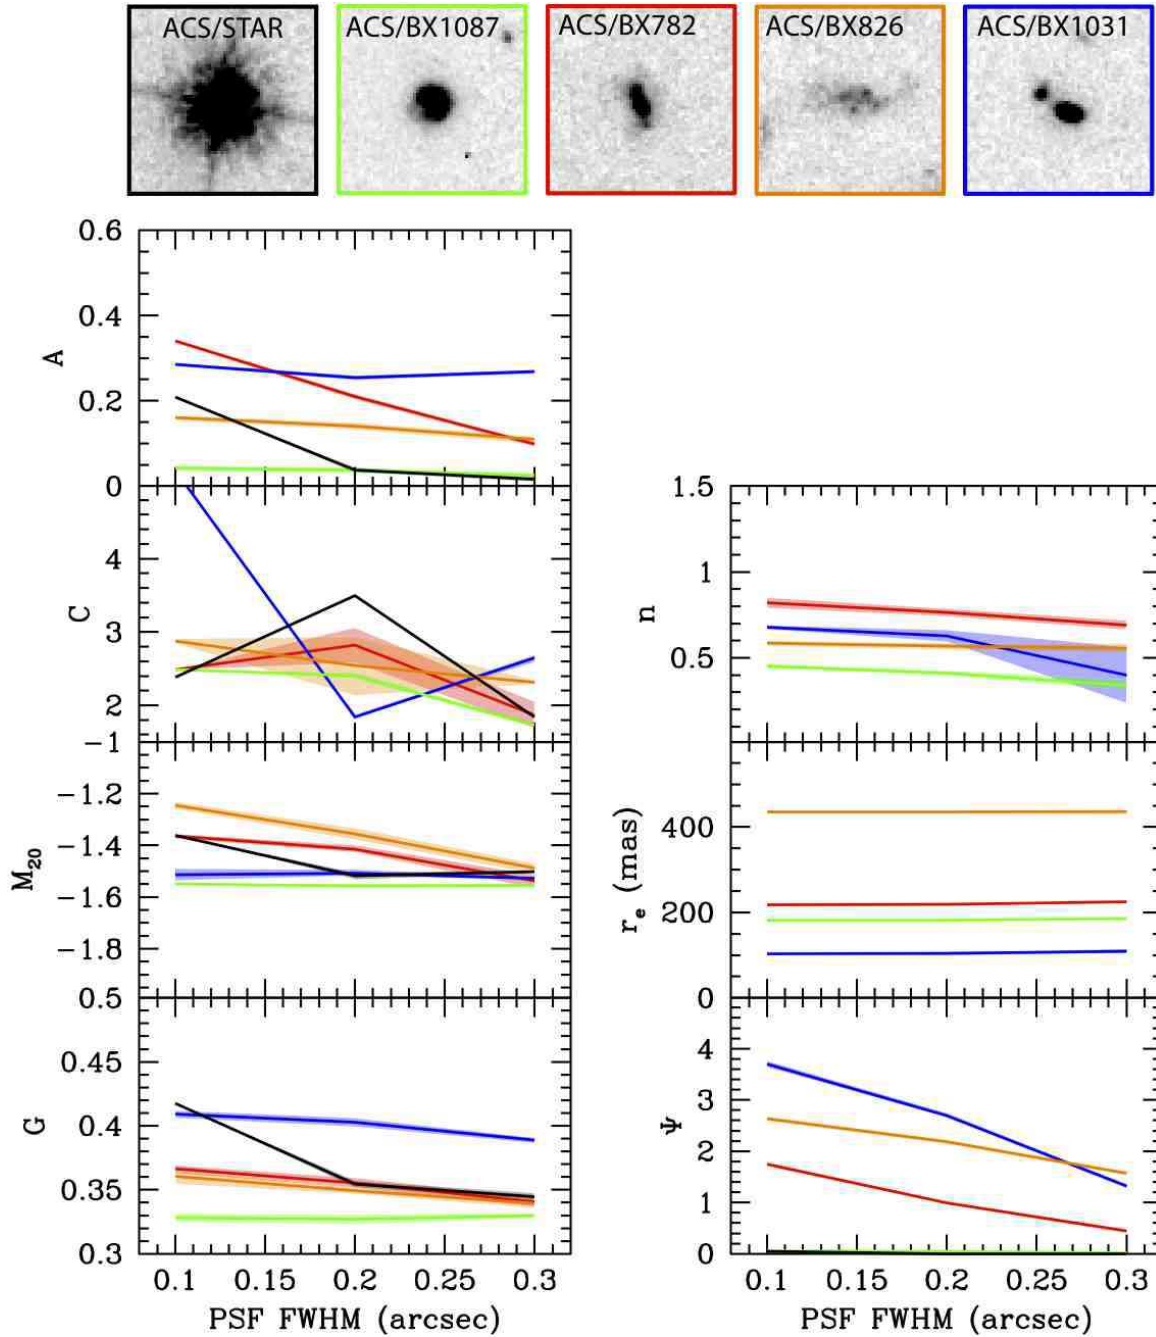 ACS/STAR
ACS/BX1087
ACS/BX782
ACS/BX826
ACS/BX1031
0.6
0.4
0.2
0
A
4
3
2
C
-1
-1.2
-1.4
-1.6
-1.8
M20
0.5
0.45
0.4
0.35
0.3
G
0.1 0.15 0.2 0.25 0.3
PSF FWHM (arcsec)
1.5
1
0.5
n
400
200
0
re (mas)
4
3
2
1
0
Ψ
0.1 0.15 0.2 0.25 0.3
PSF FWHM (arcsec)